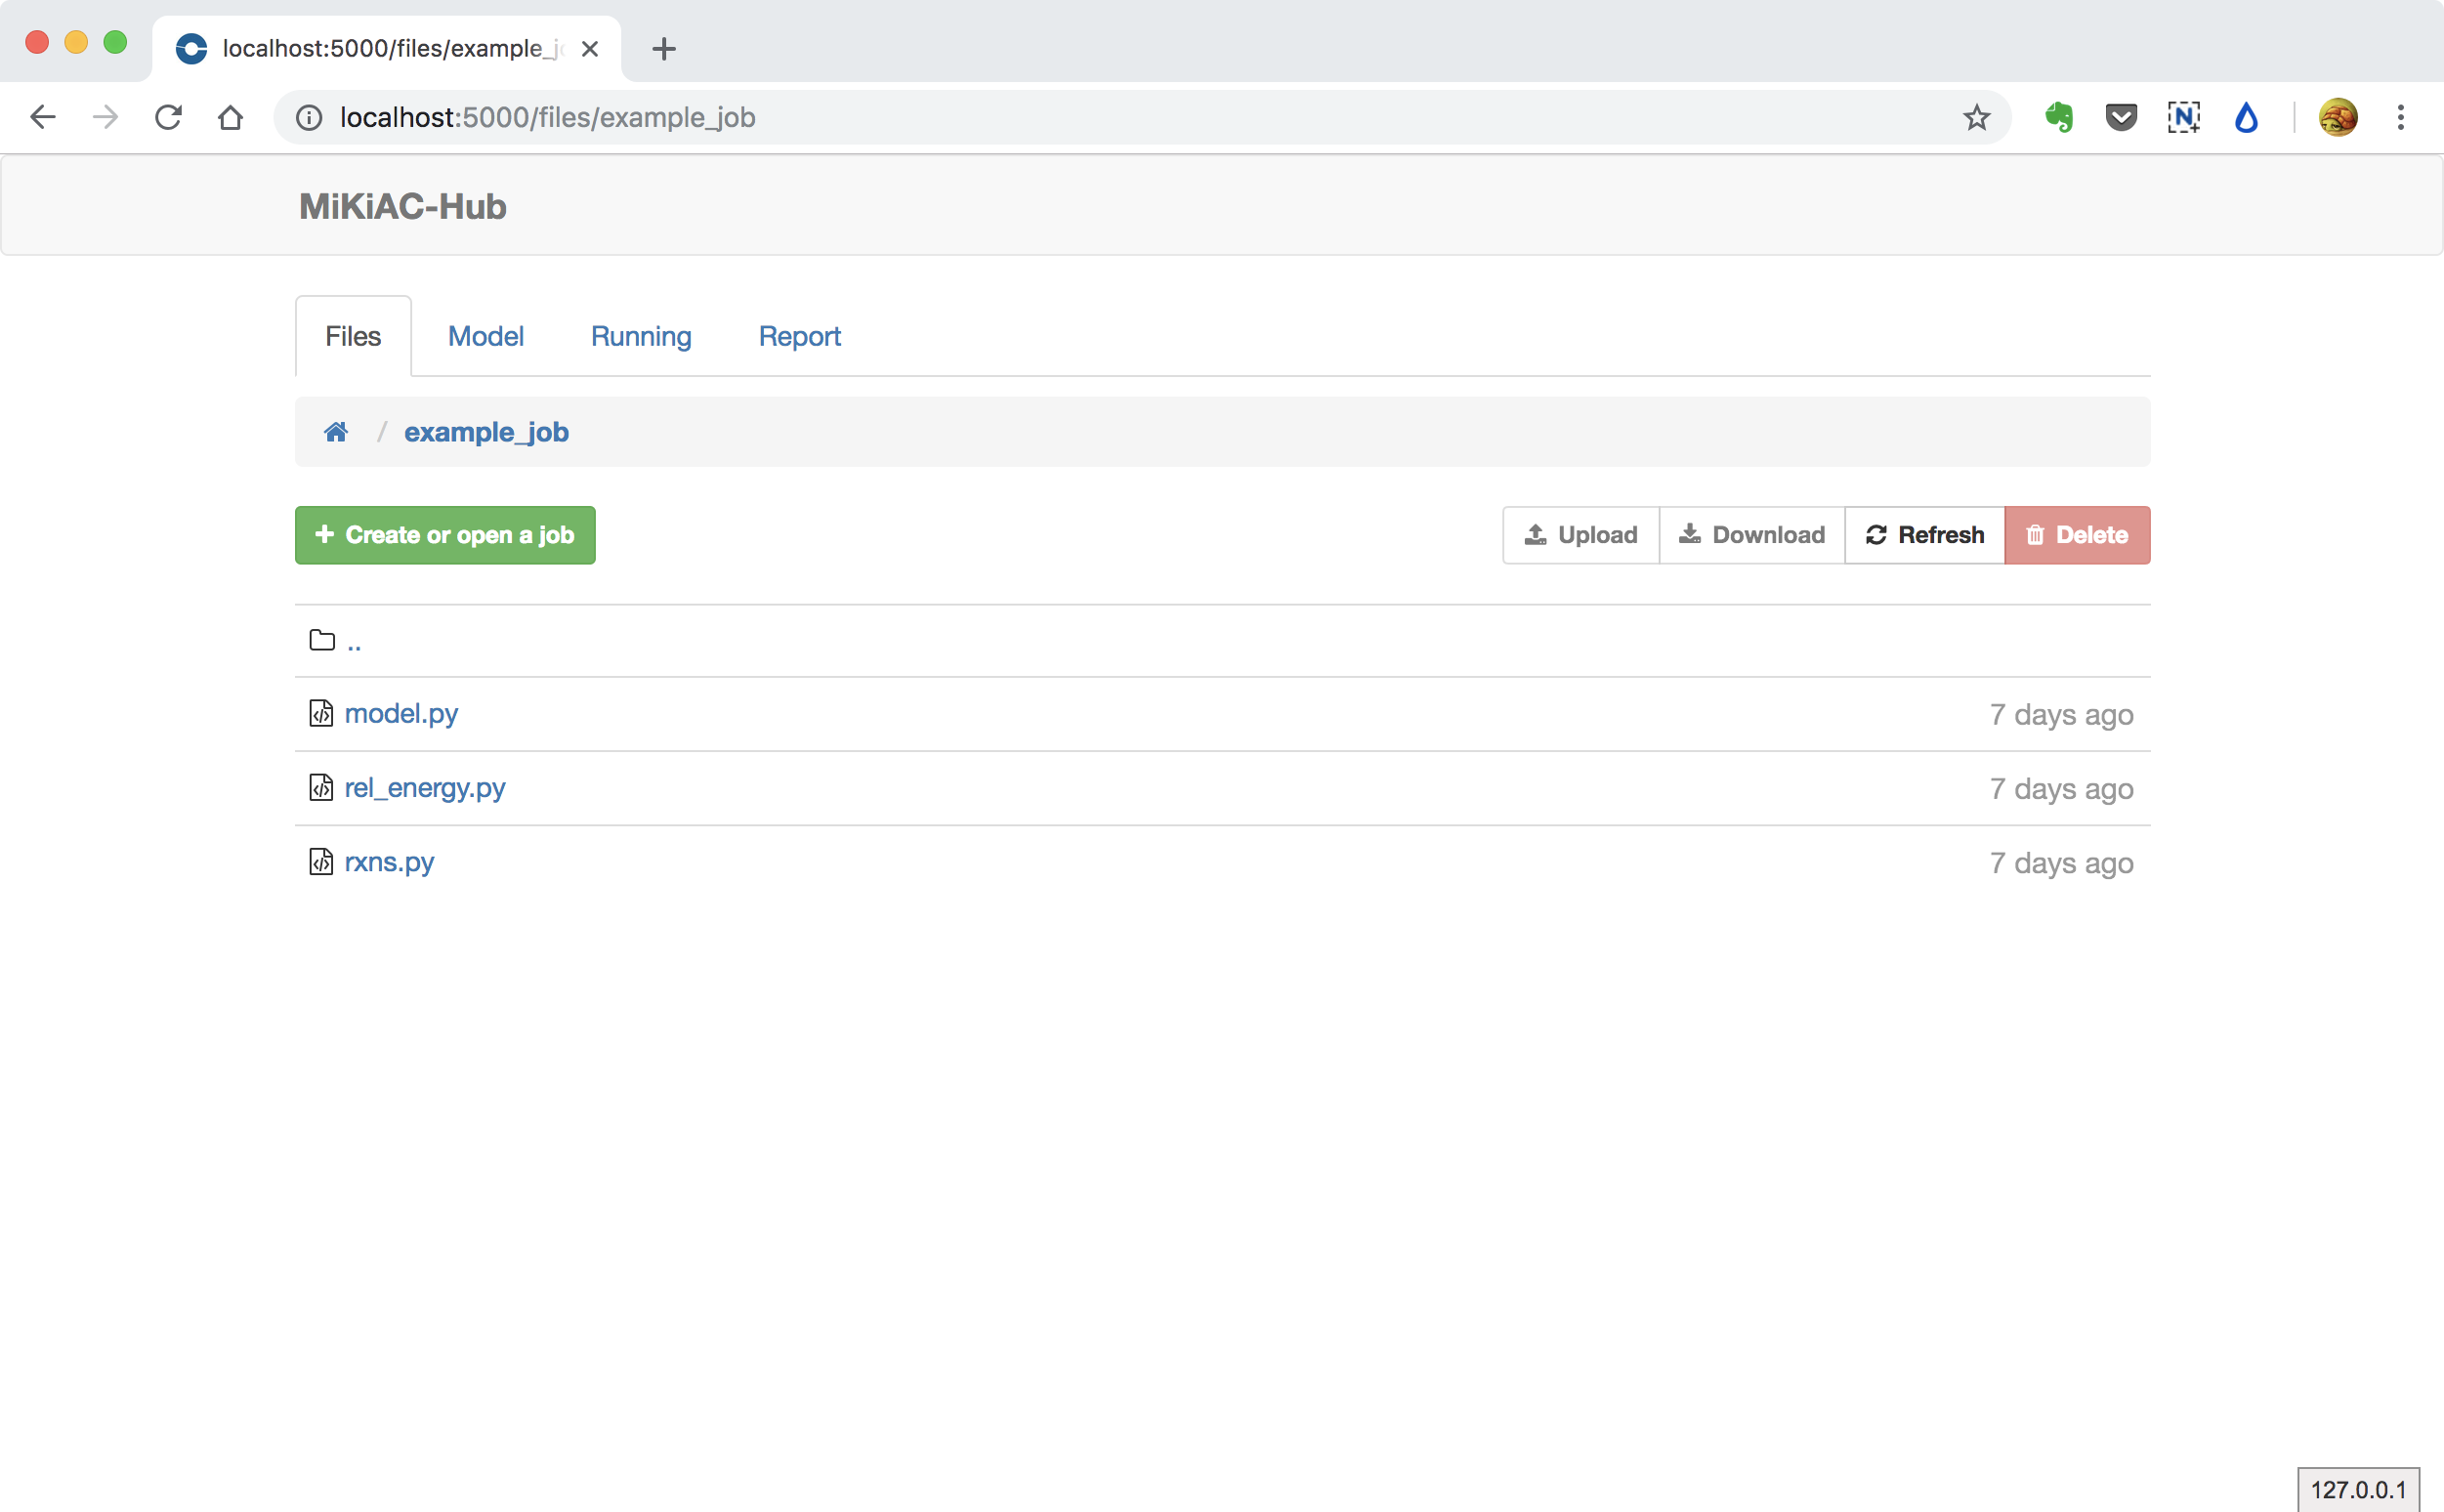 localhost:5000/files/example_j
localhost:5000/files/example_job
MiKiAC-Hub
Files Model Running Report
/ example_job
Create or open a job Upload Download Refresh Delete
..
model.py 7 days ago
rel_energy.py 7 days ago
rxns.py 7 days ago
127.0.0.1